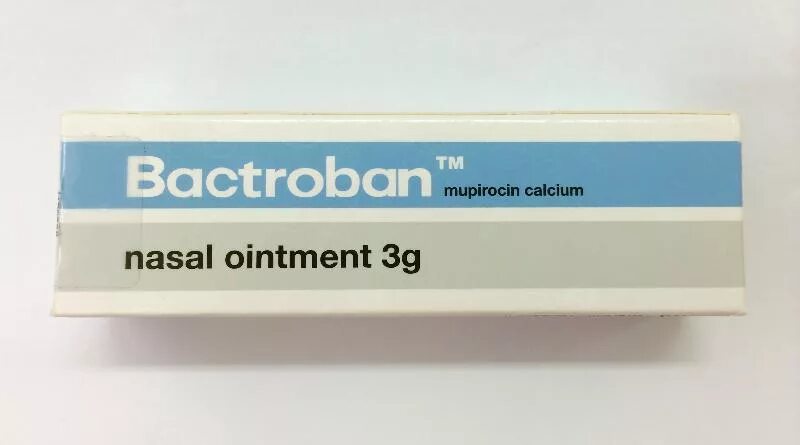 Bactroban™ mupirocin calcium
nasal ointment 3g